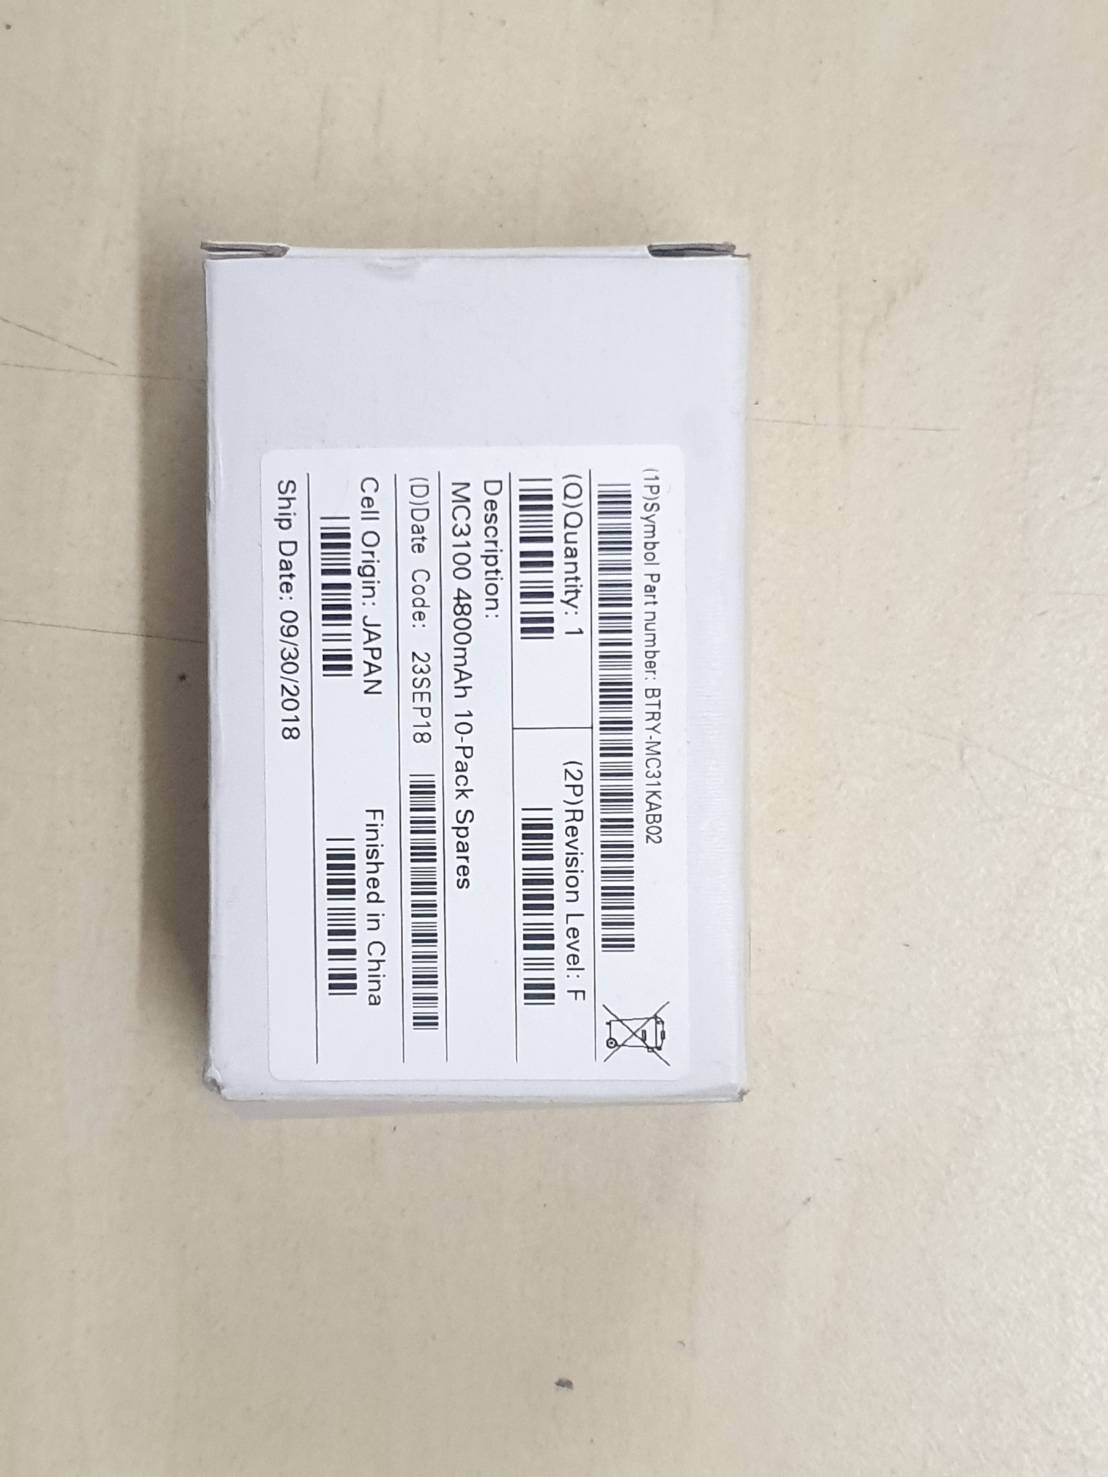 (1P)Symbol Part number: BTRY-MC31KAB02
(Q)Quantity: 1
(2P)Revision Level: F
Description:
MC3100 4800mAh 10-Pack Spares
(D)Date Code: 23SEP18
Cell Origin: JAPAN
Finished in China
Ship Date: 09/30/2018